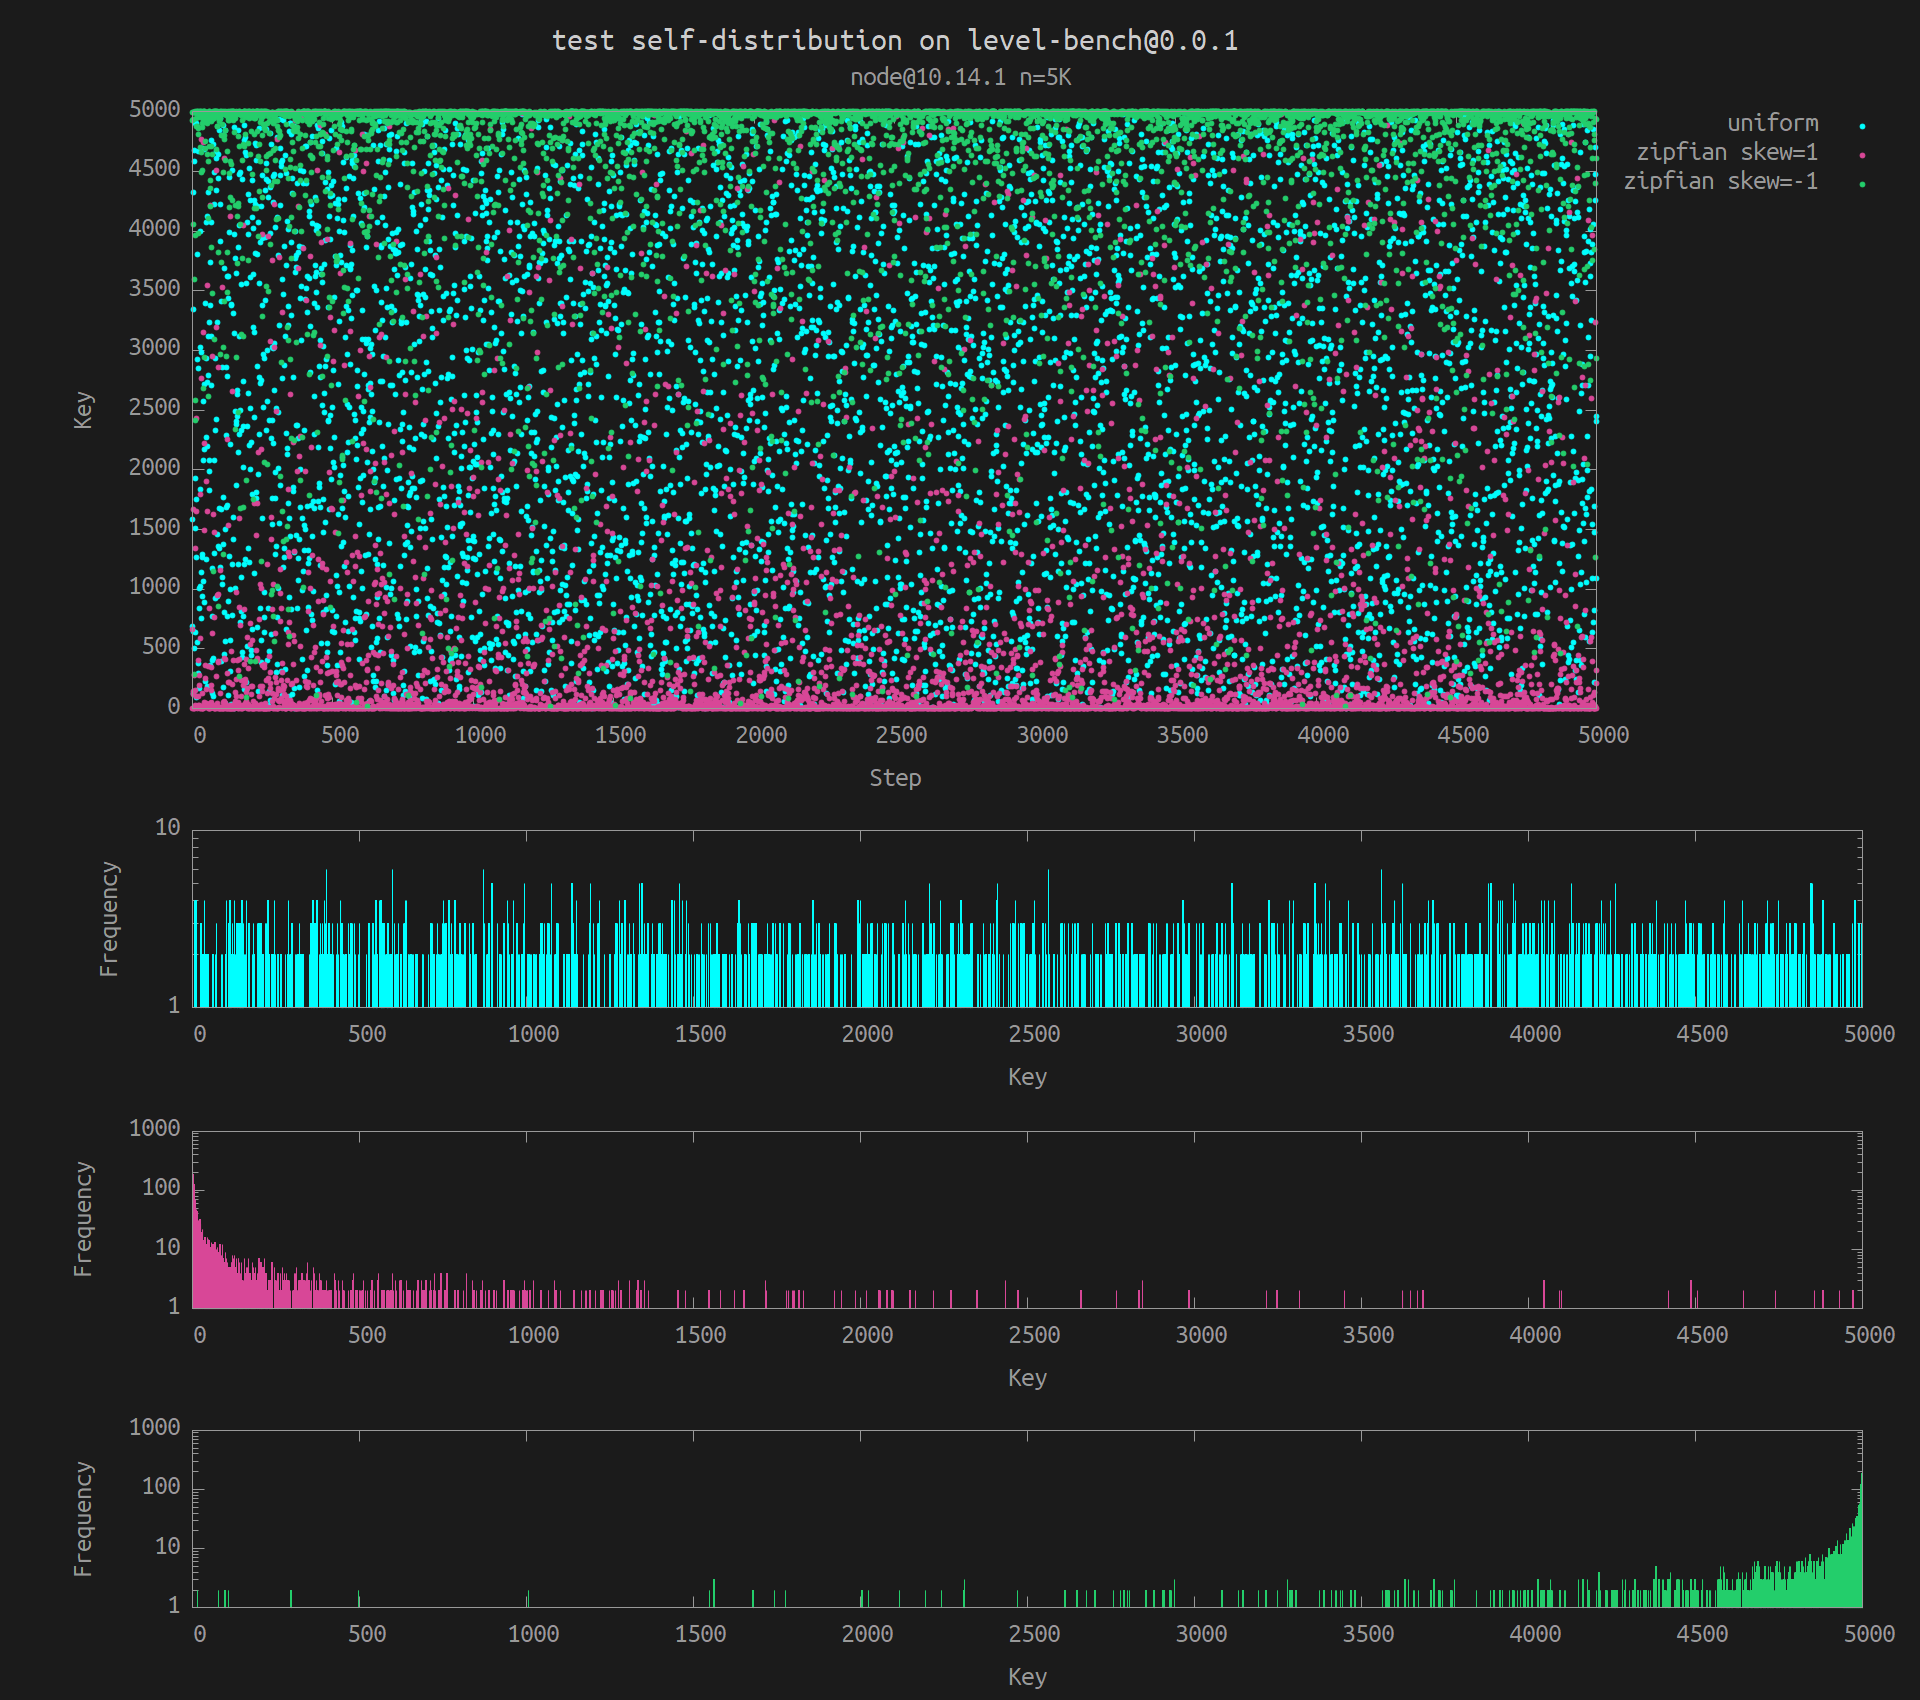 test self-distribution on level-bench@0.0.1
node@10.14.1 n=5K
uniform
zipfian skew=1
zipfian skew=-1
Key
5000
4500
4000
3500
3000
2500
2000
1500
1000
500
0
0 500 1000 1500 2000 2500 3000 3500 4000 4500 5000
Step
Frequency
10
1
0 500 1000 1500 2000 2500 3000 3500 4000 4500 5000
Key
Frequency
1000
100
10
1
0 500 1000 1500 2000 2500 3000 3500 4000 4500 5000
Key
Frequency
1000
100
10
1
0 500 1000 1500 2000 2500 3000 3500 4000 4500 5000
Key